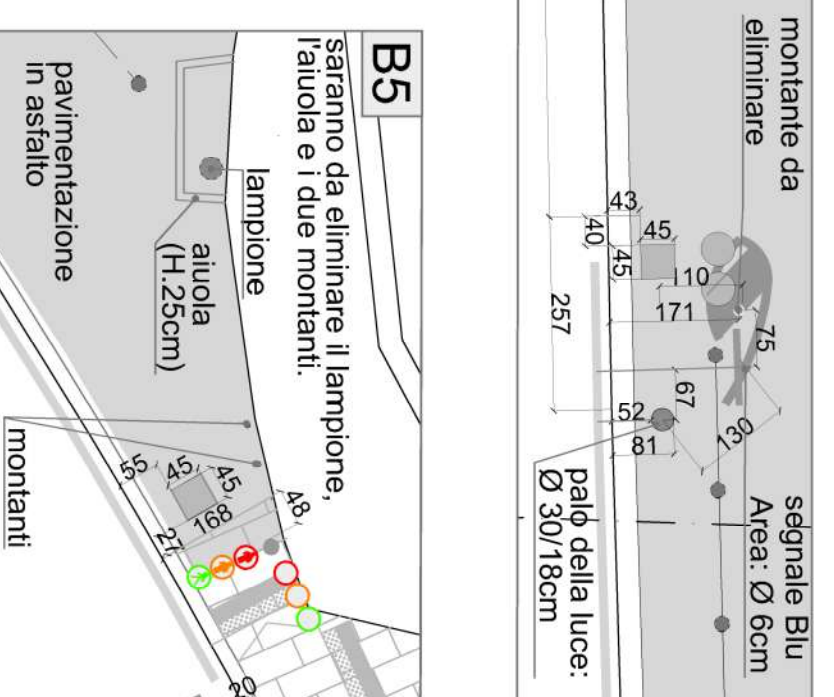 montante da
eliminare
43
45
40
45
110
171
75
257
67
52
81
130
segnale Blu
Area: Ø 6cm
palo della luce:
Ø 30/18cm
B5
saranno da eliminare il lampione,
l'aiuola e i due montanti.
lampione
aiuola
(H.25cm)
pavimentazione
in asfalto
montanti
55
45
45
168
48
27
20